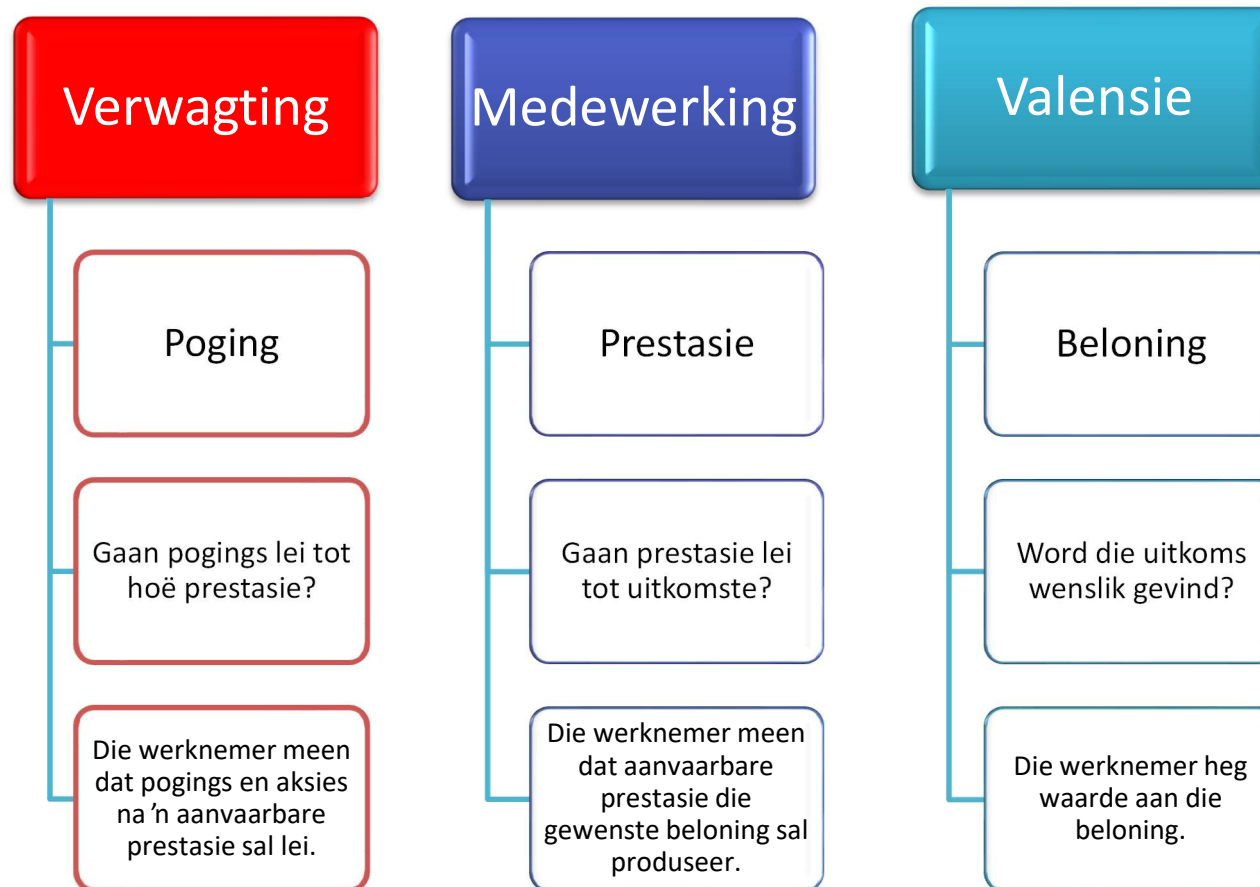 Verwagting
Poging
Gaan pogings lei tot
hoë prestasie?
Die werknemer meen
dat pogings en aksies
na 'n aanvaarbare
prestasie sal lei.
Medewerking
Prestasie
Gaan prestasie lei
tot uitkomste?
Die werknemer meen
dat aanvaarbare
prestasie die
gewenste beloning sal
produseer.
Valensie
Beloning
Word die uitkoms
wenslik gevind?
Die werknemer heg
waarde aan die
beloning.